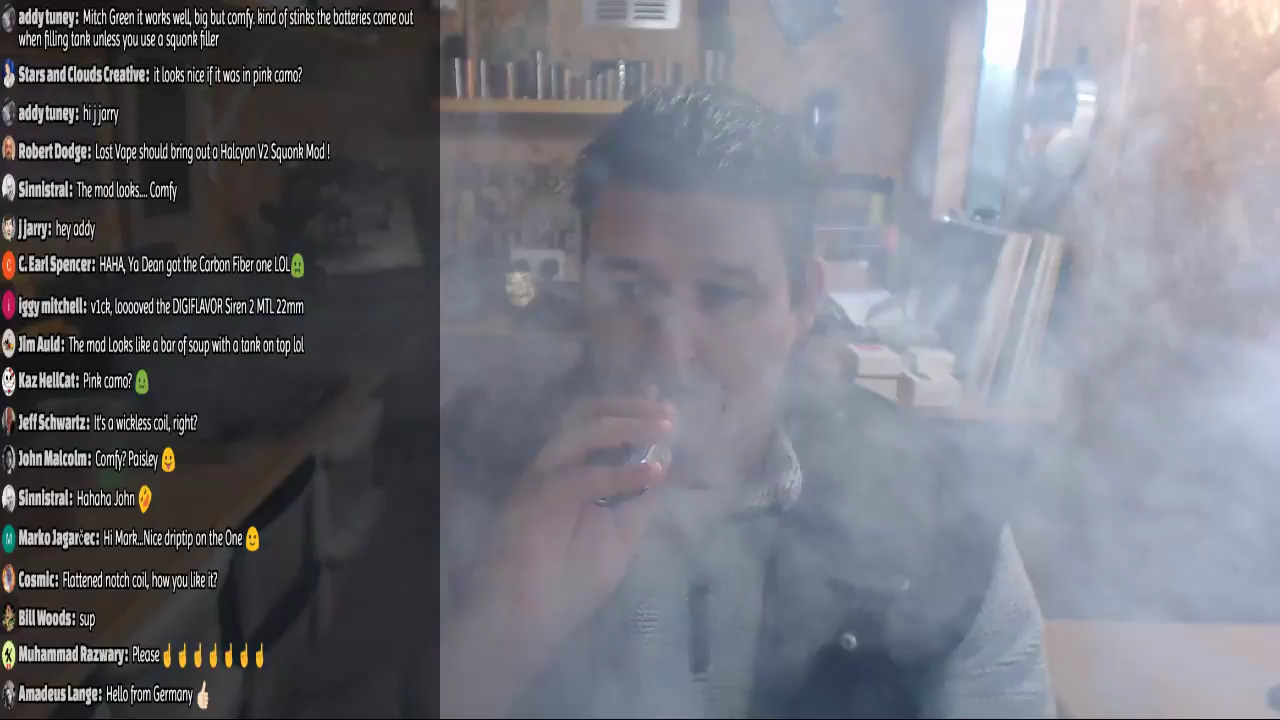 addy tuney: Mitch Green it works well, big but comfy. kind of stinks the batteries come out
when filling tank unless you use a squonk filler
Stars and Clouds Creative: it looks nice if it was in pink camo?
addy tuney: hi j jarry
Robert Dodge: Lost Vape should bring out a Halcyon V2 Squonk Mod !
Sinnistral: The mod looks.... Comfy
J Jarry: hey addy
C. Earl Spencer: HAHA, Ya Dean got the Carbon Fiber one LOL🤢
iggy mitchell: v1ck, looooved the DIGIFLAVOR Siren 2 MTL 22mm
Jim Auld: The mod Looks like a bar of soup with a tank on top lol
Kaz HellCat: Pink camo? 🤢
Jeff Schwartz: It's a wickless coil, right?
John Malcolm: Comfy? Paisley 😛
Sinnistral: Hahaha John 🤣
Marko Jagarčec: Hi Mark...Nice driptip on the One 😊
Cosmic: Flattened notch coil, how you like it?
Bill Woods: sup
Muhammad Razwary: Please☝☝☝☝☝☝☝
Amadeus Lange: Hello from Germany 👍🏻